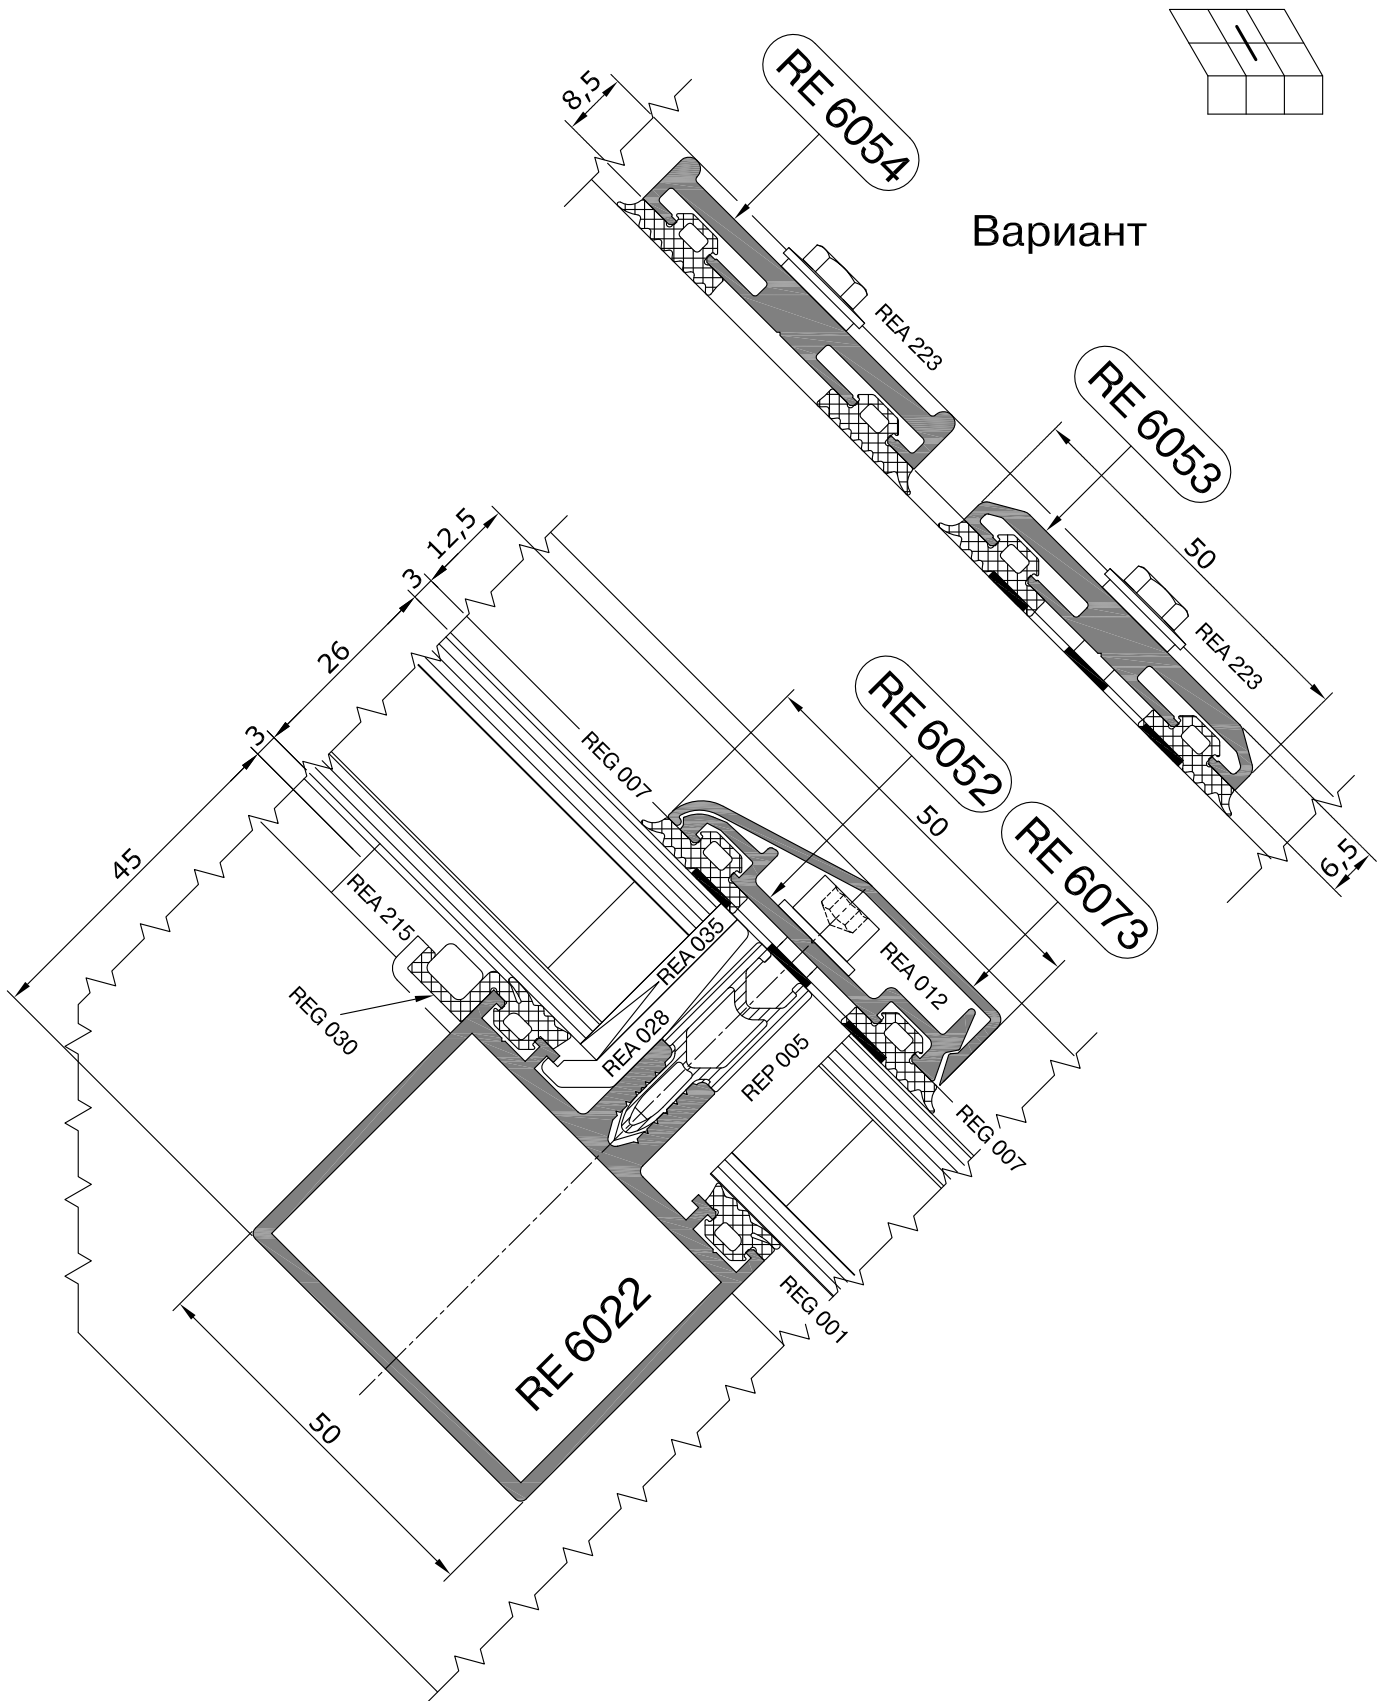 8,5
RE 6054
Вариант
REA 223
RE 6053
50
REA 223
6,5
12,5
3
26
3
45
REG 007
RE 6052
50
RE 6073
REA 215
REA 035
REA 012
REG 030
REA 028
REP 005
REG 007
REG 001
RE 6022
50